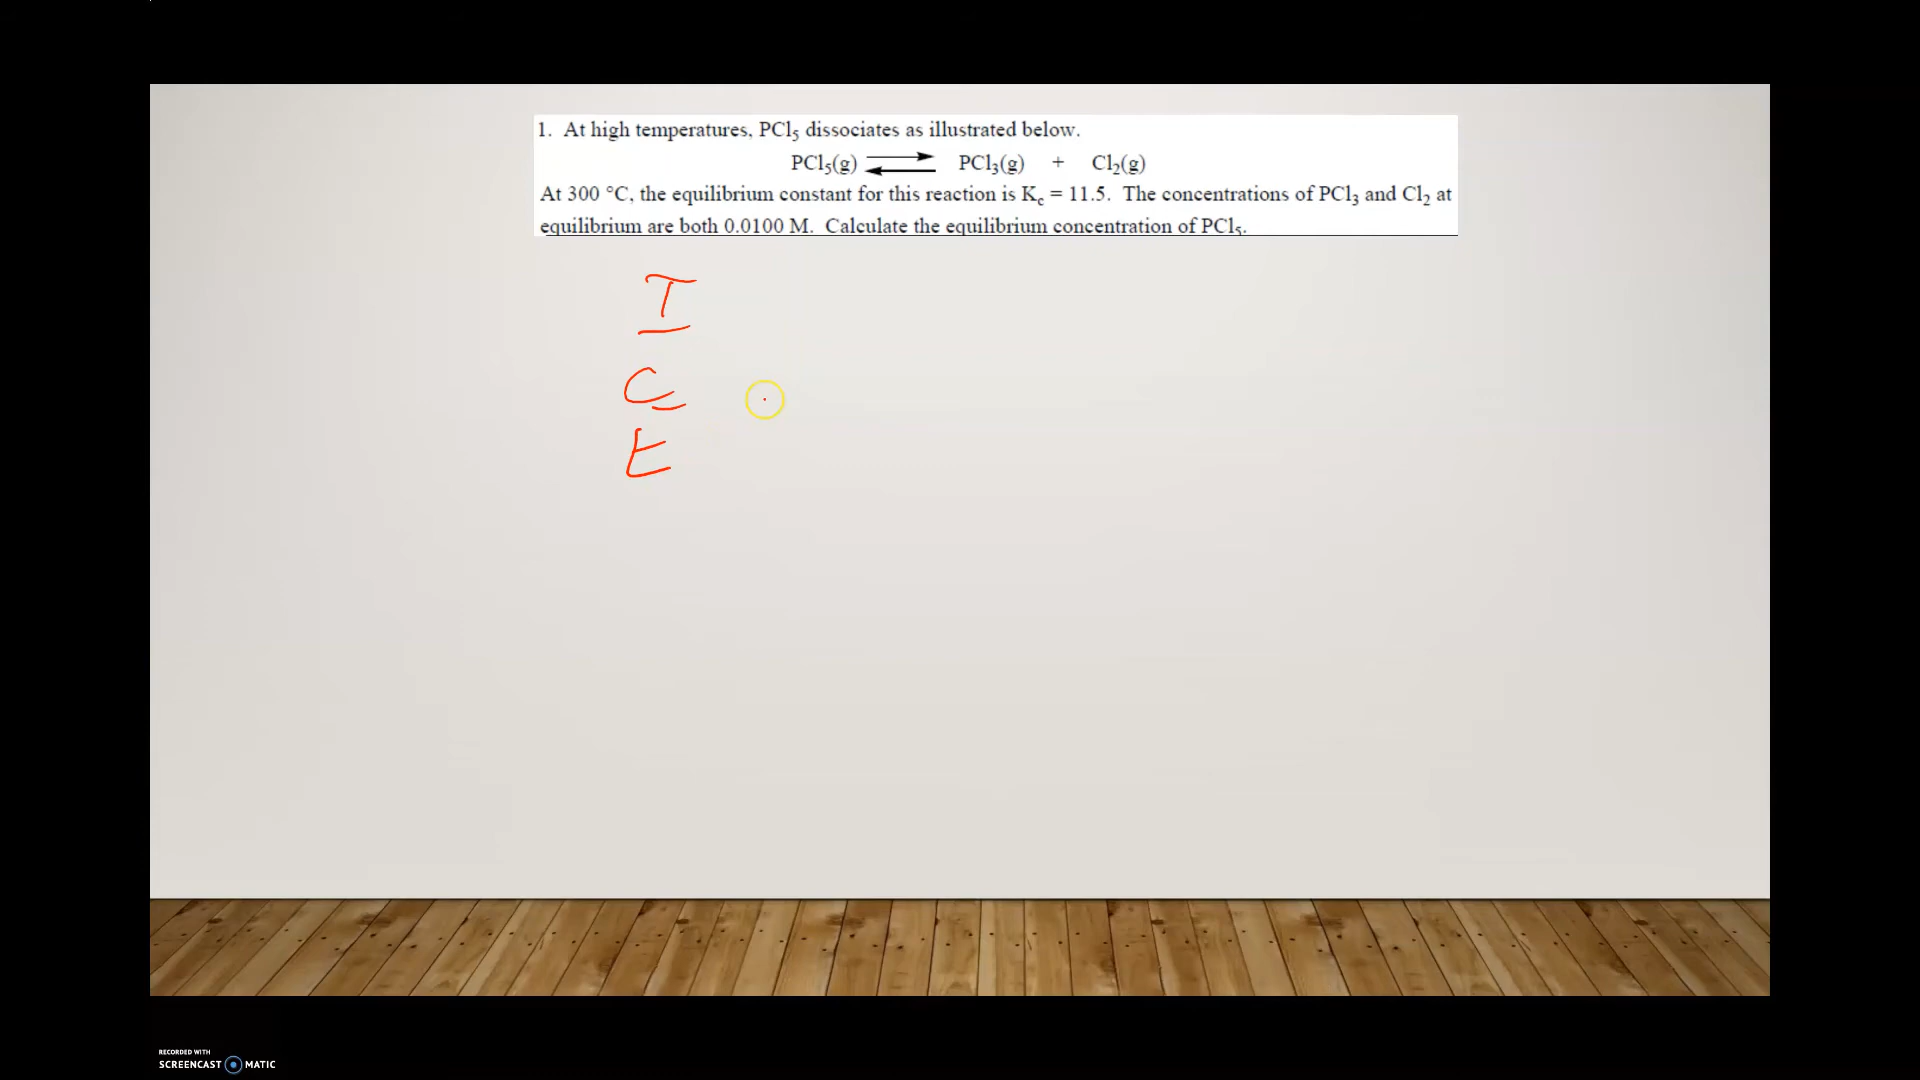 1. At high temperatures, PCl₅ dissociates as illustrated below.
PCl₅(g) ⇌ PCl₃(g) + Cl₂(g)
At 300 °C, the equilibrium constant for this reaction is K꜀ = 11.5. The concentrations of PCl₃ and Cl₂ at
equilibrium are both 0.0100 M. Calculate the equilibrium concentration of PCl₅.
I
C
E
RECORDED WITH
SCREENCAST MATIC